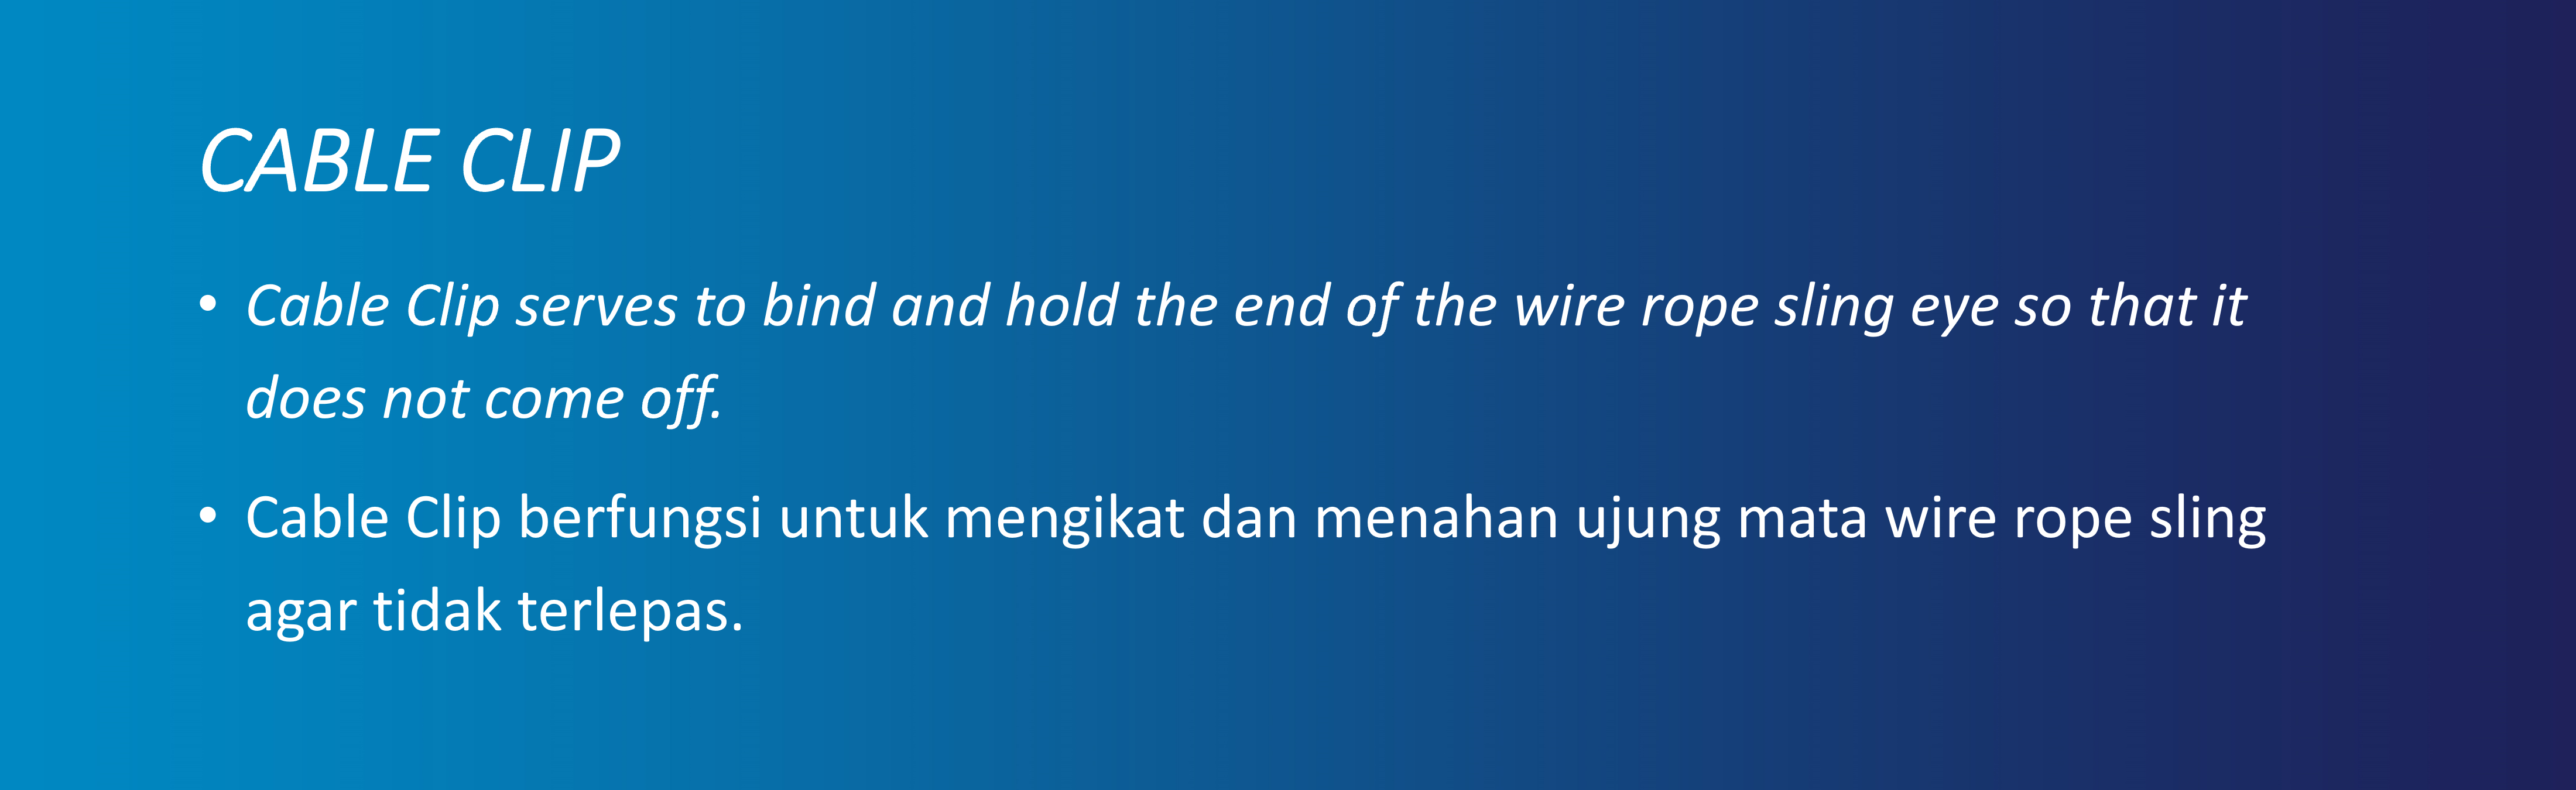 CABLE CLIP
• Cable Clip serves to bind and hold the end of the wire rope sling eye so that it
does not come off.
• Cable Clip berfungsi untuk mengikat dan menahan ujung mata wire rope sling
agar tidak terlepas.